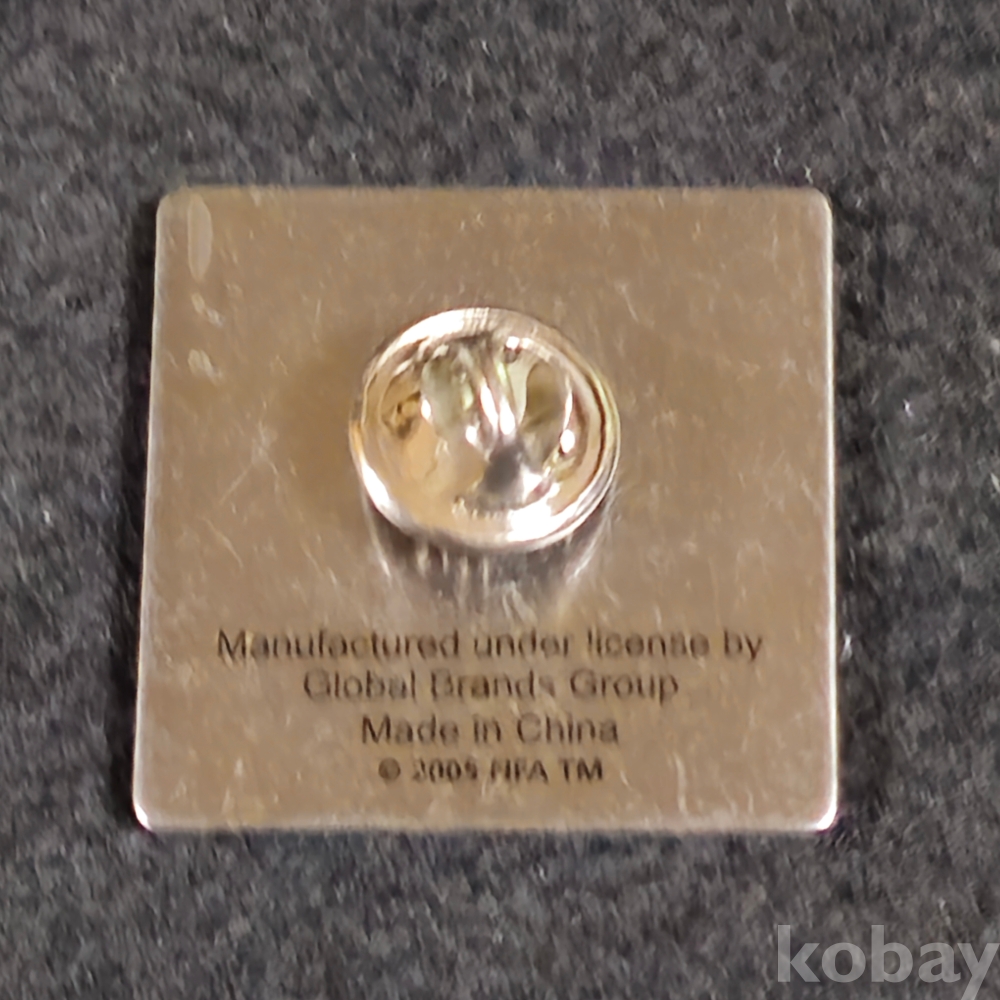 Manufactured under license by
Global Brands Group
Made in China
© 2005 FIFA TM
kobay